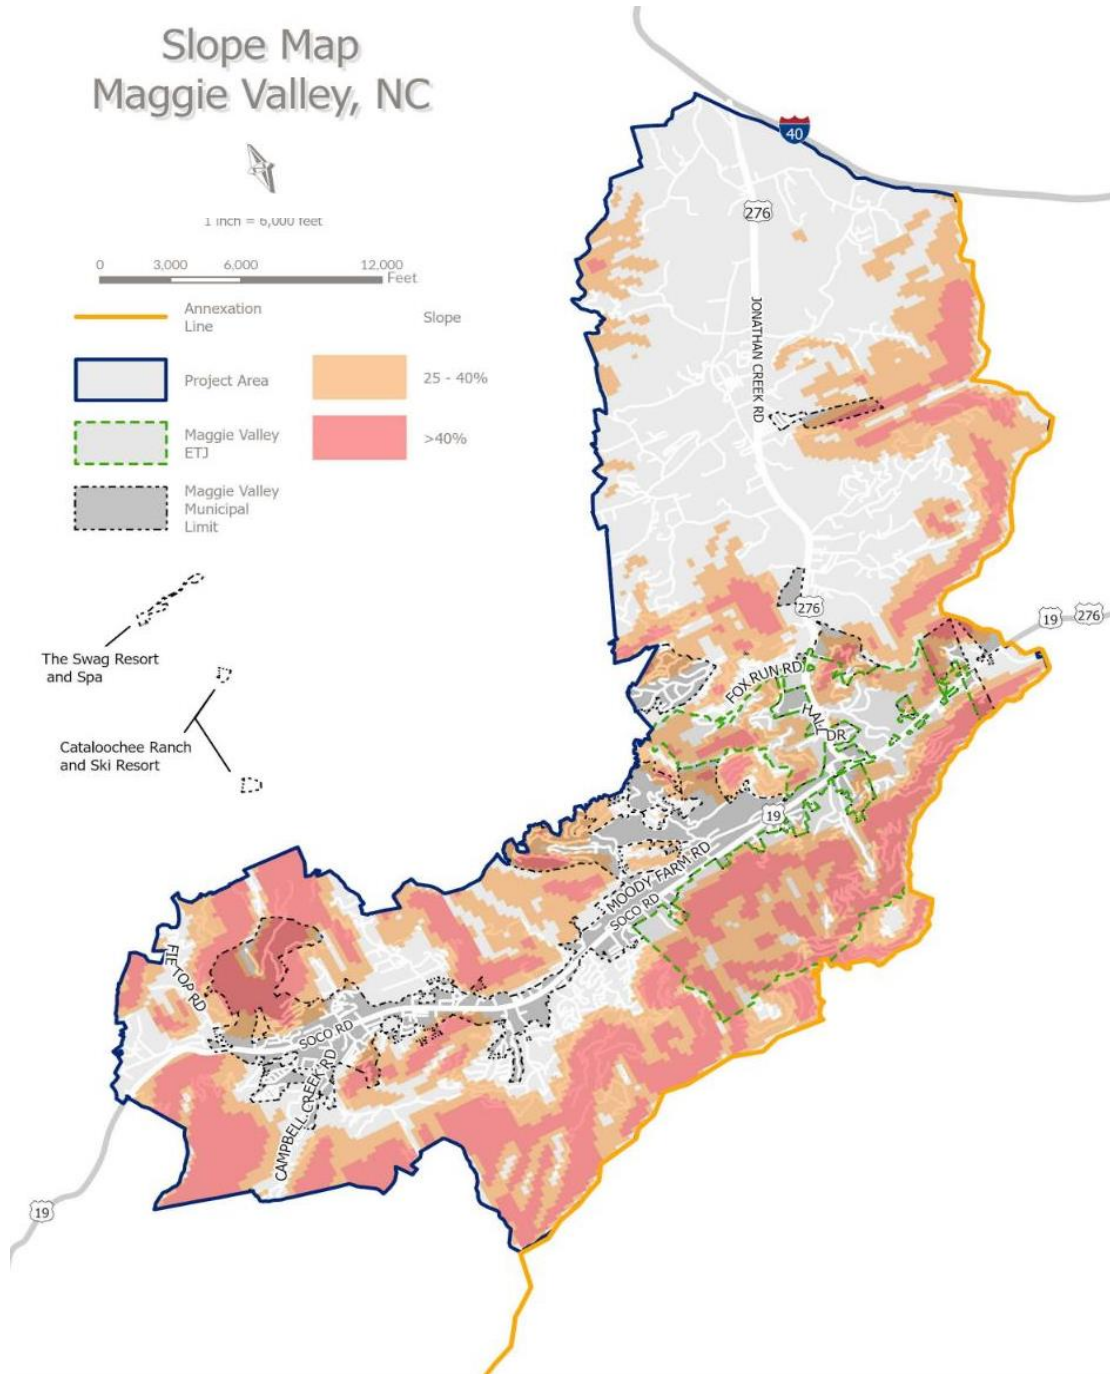 Slope Map
Maggie Valley, NC
1 inch = 6,000 feet
0 3,000 6,000 12,000
Feet
Annexation
Line
Slope
Project Area
25 - 40%
Maggie Valley
ETJ
>40%
Maggie Valley
Municipal
Limit
The Swag Resort
and Spa
Cataloochee Ranch
and Ski Resort
40
276
JONATHAN CREEK RD
276
19
276
FOX RUN RD
HALL DR
19
MOODY FARM RD
SOCO RD
FIE TOP RD
SOCO RD
CAMPBELL CREEK RD
19